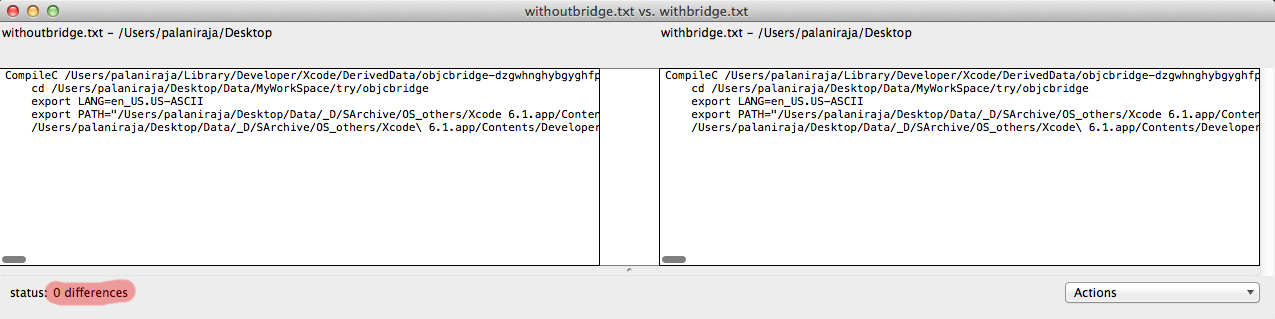 withoutbridge.txt vs. withbridge.txt
withoutbridge.txt - /Users/palaniraja/Desktop
withbridge.txt - /Users/palaniraja/Desktop
CompileC /Users/palaniraja/Library/Developer/Xcode/DerivedData/objcbridge-dzgwhnghybgyghfp
cd /Users/palaniraja/Desktop/Data/MyWorkSpace/try/objcbridge
export LANG=en_US.US-ASCII
export PATH="/Users/palaniraja/Desktop/Data/_D/SArchive/OS_others/Xcode 6.1.app/Conten
/Users/palaniraja/Desktop/Data/_D/SArchive/OS_others/Xcode\ 6.1.app/Contents/Developer
CompileC /Users/palaniraja/Library/Developer/Xcode/DerivedData/objcbridge-dzgwhnghybgyghfp
cd /Users/palaniraja/Desktop/Data/MyWorkSpace/try/objcbridge
export LANG=en_US.US-ASCII
export PATH="/Users/palaniraja/Desktop/Data/_D/SArchive/OS_others/Xcode 6.1.app/Conten
/Users/palaniraja/Desktop/Data/_D/SArchive/OS_others/Xcode\ 6.1.app/Contents/Developer
status: 0 differences
Actions